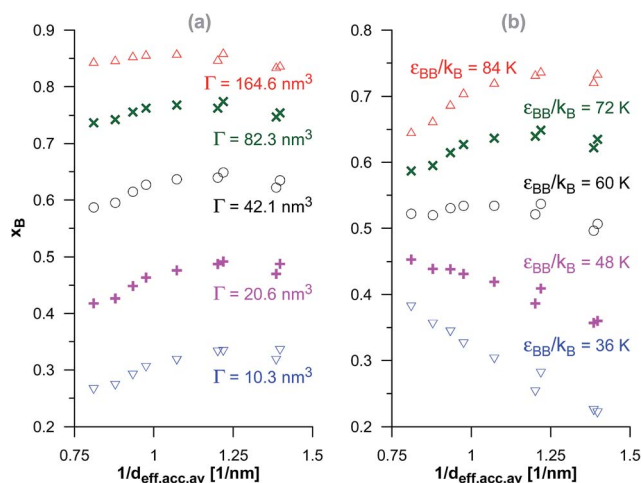 (a)
0.9
0.8
0.7
0.6
0.5
0.4
0.3
0.2
x_B
Γ = 164.6 nm³
Γ = 82.3 nm³
Γ = 42.1 nm³
Γ = 20.6 nm³
Γ = 10.3 nm³
0.75 1 1.25 1.5
1/d_eff,acc,av [1/nm]
(b)
0.8
0.7
0.6
0.5
0.4
0.3
0.2
ε_BB/k_B = 84 K
ε_BB/k_B = 72 K
ε_BB/k_B = 60 K
ε_BB/k_B = 48 K
ε_BB/k_B = 36 K
0.75 1 1.25 1.5
1/d_eff,acc,av [1/nm]